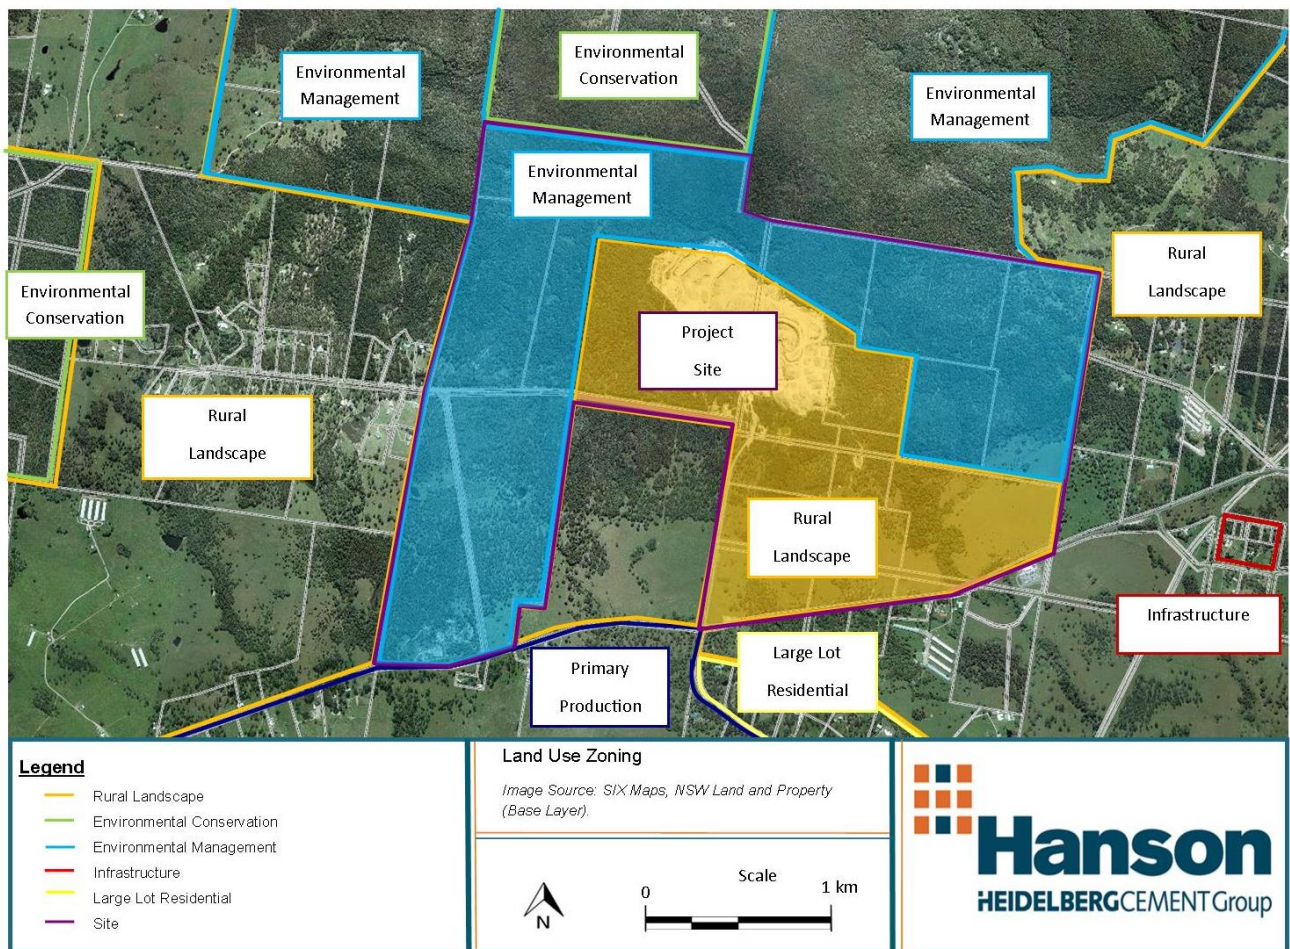 Environmental
Management
Environmental
Conservation
Environmental
Management
Environmental
Management
Rural
Landscape
Environmental
Conservation
Project
Site
Rural
Landscape
Rural
Landscape
Infrastructure
Primary
Production
Large Lot
Residential
Legend
Rural Landscape
Environmental Conservation
Environmental Management
Infrastructure
Large Lot Residential
Site
Land Use Zoning
Image Source: SIX Maps, NSW Land and Property
(Base Layer).
Scale
0
1 km
N
Hanson
HEIDELBERGCEMENT Group